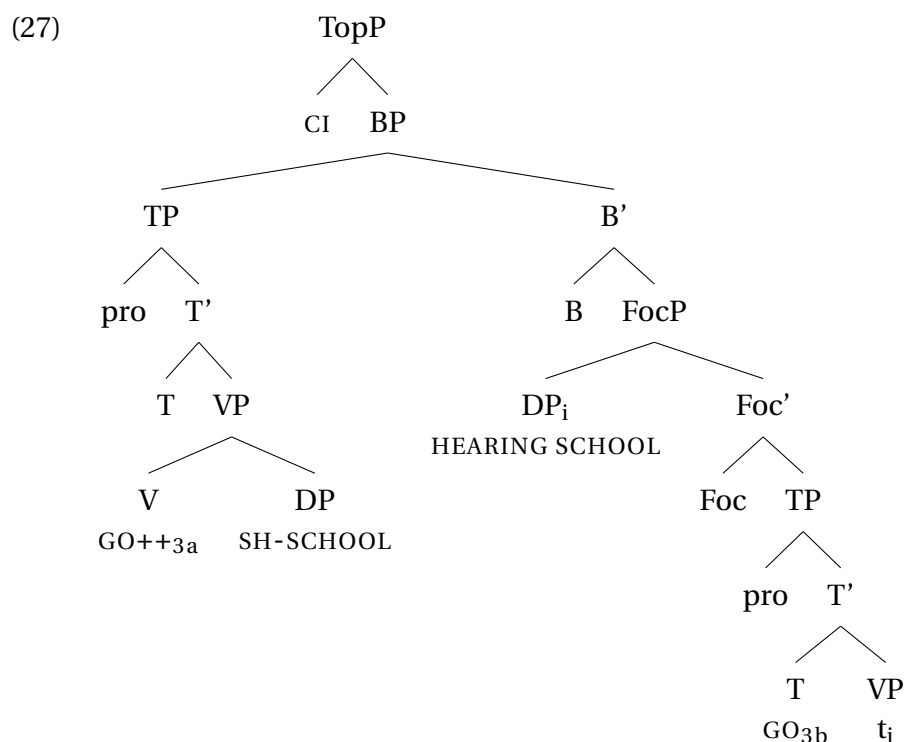 (27) TopP
CI BP
TP B’
pro T’ B FocP
T VP DPi Foc’
HEARING SCHOOL
V DP Foc TP
GO++3a SH-SCHOOL
pro T’
T VP
GO3b ti